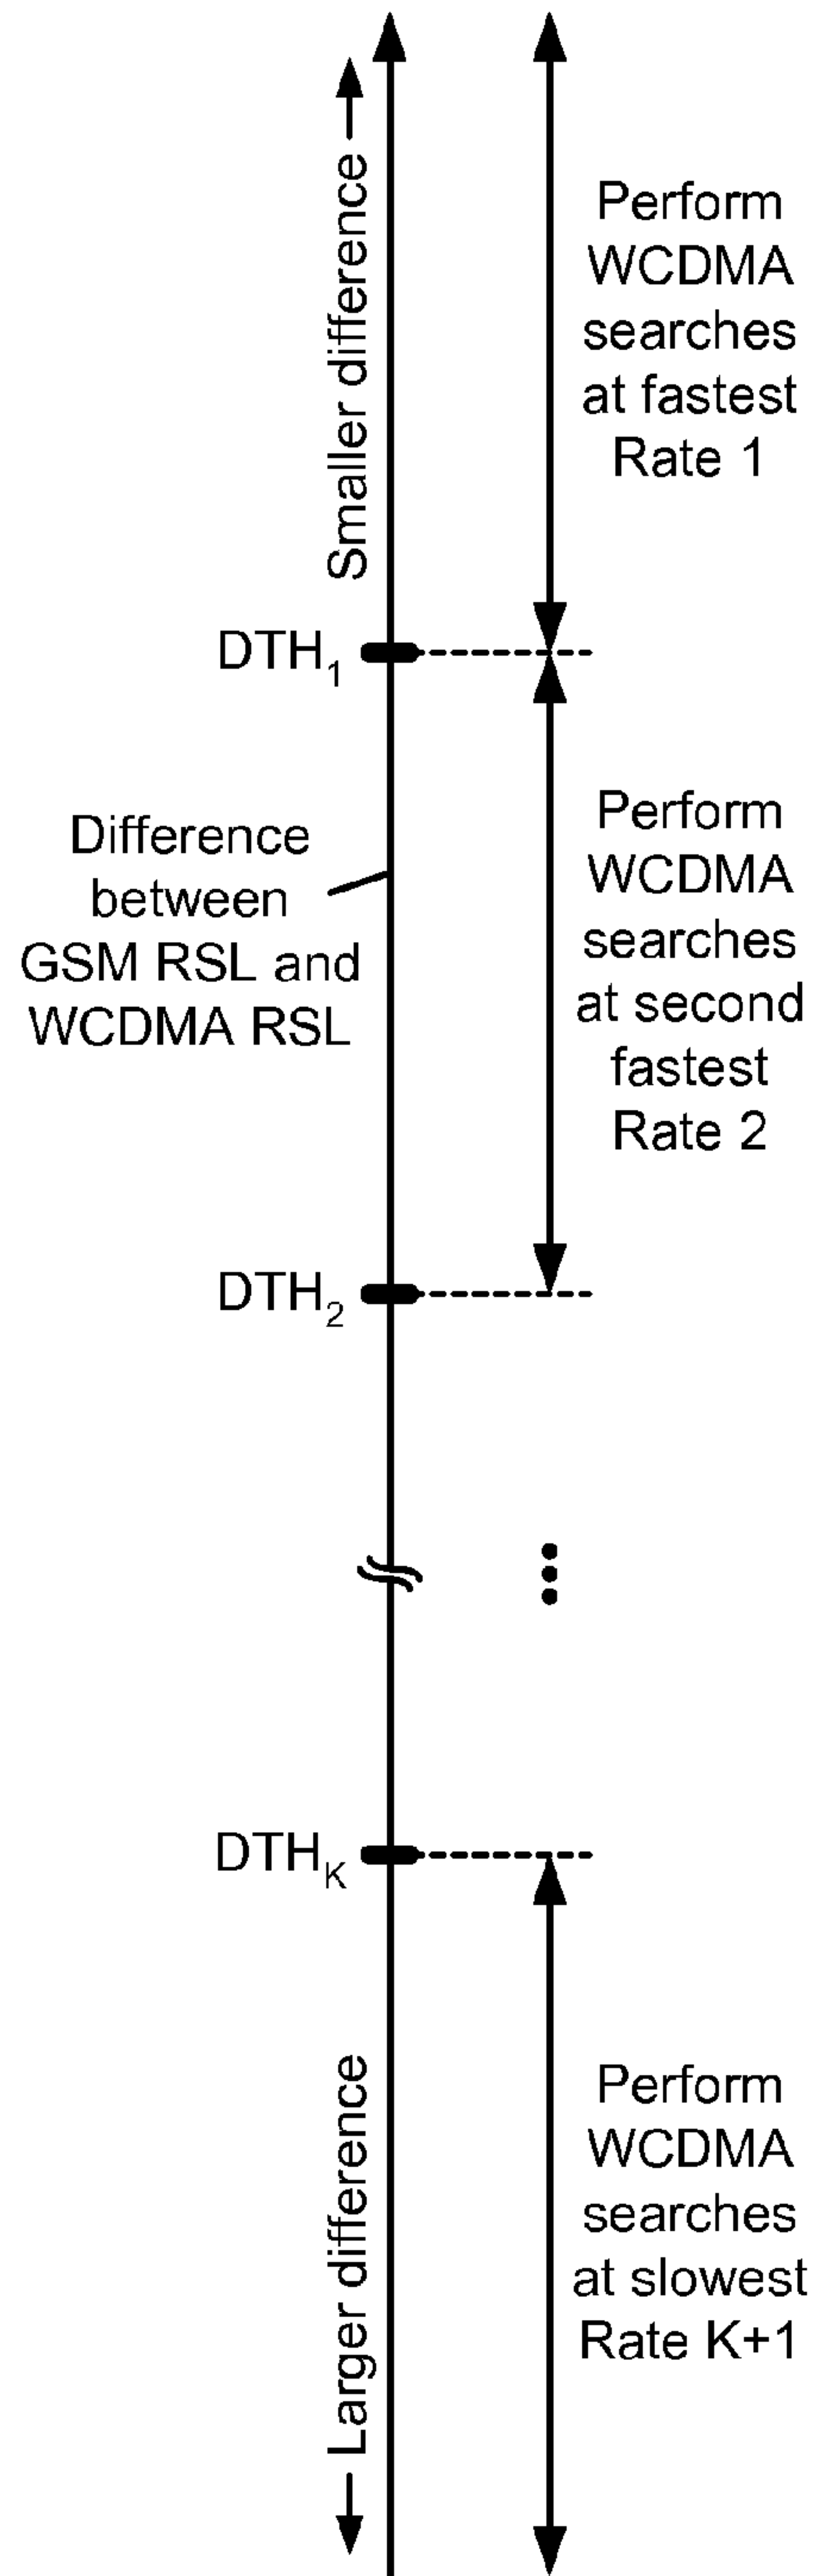 Smaller difference
Perform
WCDMA
searches
at fastest
Rate 1
DTH1
Difference
between
GSM RSL and
WCDMA RSL
Perform
WCDMA
searches
at second
fastest
Rate 2
DTH2
DTHK
Larger difference
Perform
WCDMA
searches
at slowest
Rate K+1